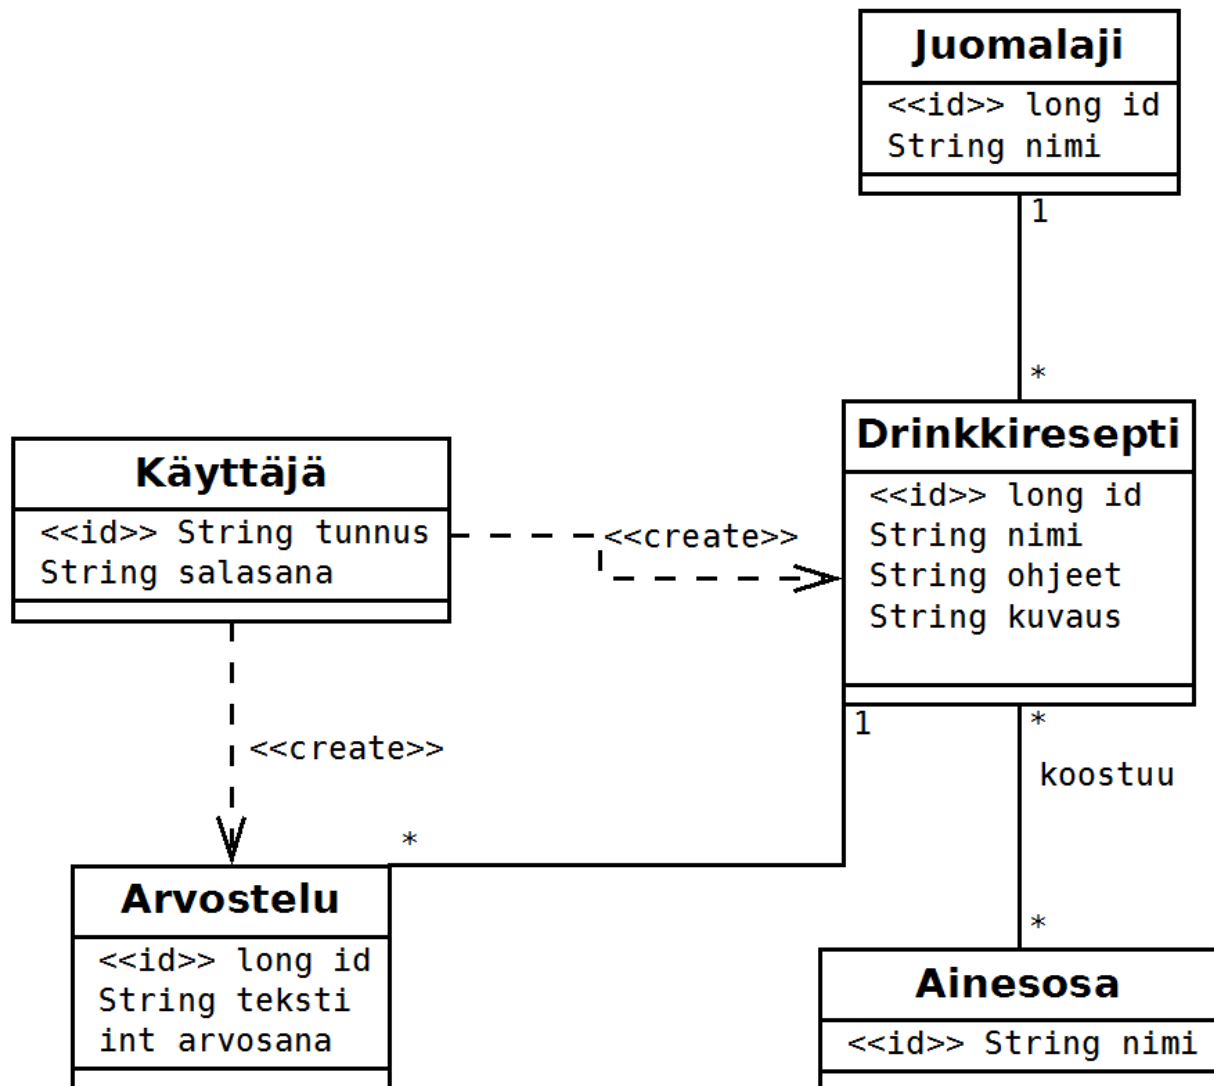 Juomalaji
<<id>> long id
String nimi
1
*
Drinkkiresepti
<<id>> long id
String nimi
String ohjeet
String kuvaus
Käyttäjä
<<id>> String tunnus
String salasana
<<create>>
<<create>>
1
*
koostuu
*
*
Arvostelu
<<id>> long id
String teksti
int arvosana
Ainesosa
<<id>> String nimi